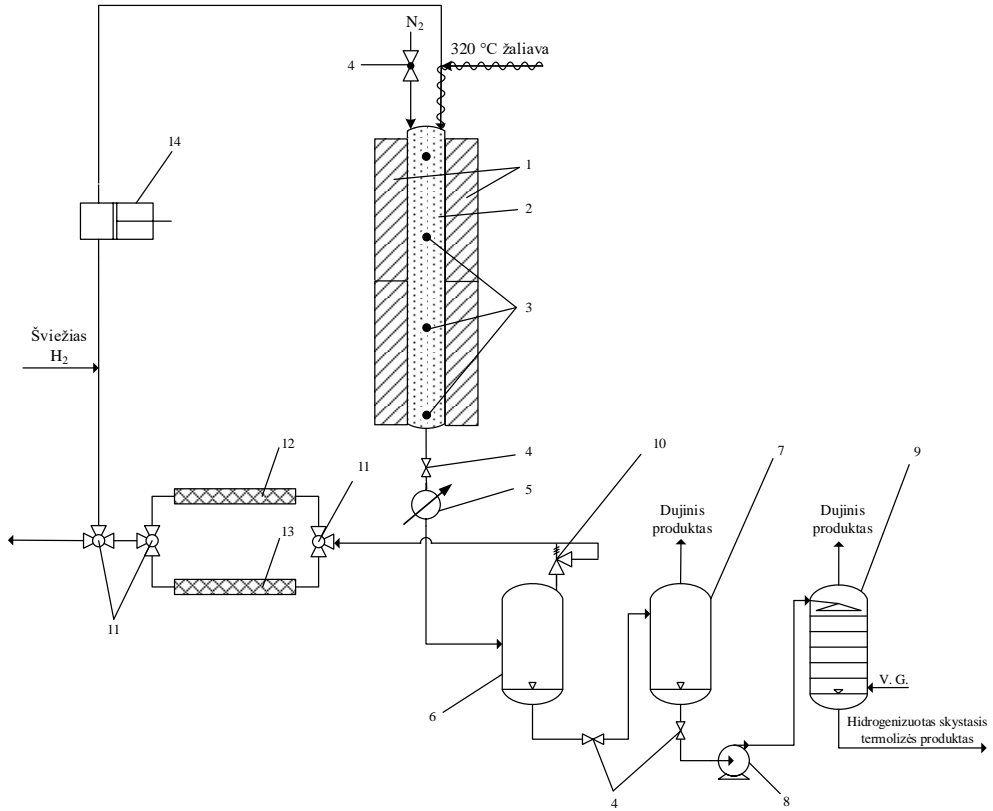 N₂
320 °C žaliava
4
14
1
2
3
Šviežias
H₂
12
11
4
10
7
9
5
Dujinis
produktas
Dujinis
produktas
13
11
V. G.
6
Hidrogenizuotas skystasis
termolizės produktas
4
8